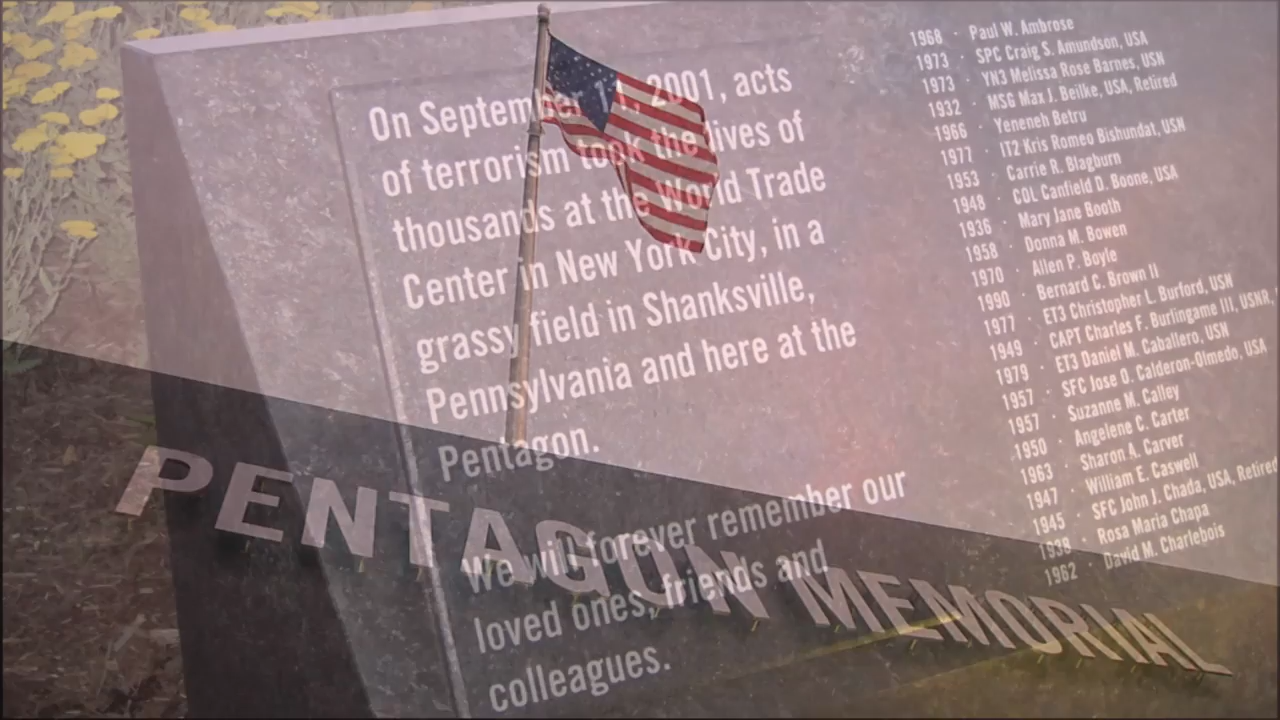 On September 11, 2001, acts
of terrorism took the lives of
thousands at the World Trade
Center in New York City, in a
grassy field in Shanksville,
Pennsylvania and here at the
Pentagon.
We will forever remember our
loved ones, friends and
colleagues.
1968 · Paul W. Ambrose
1973 · SPC Craig S. Amundson, USA
1973 · YN3 Melissa Rose Barnes, USN
1932 · MSG Max J. Beilke, USA, Retired
1966 · Yeneneh Betru
1977 · IT2 Kris Romeo Bishundat, USN
1953 · Carrie R. Blagburn
1948 · COL Canfield D. Boone, USA
1936 · Mary Jane Booth
1958 · Donna M. Bowen
1970 · Allen P. Boyle
1990 · Bernard C. Brown II
1977 · ET3 Christopher L. Burford, USN
1949 · CAPT Charles F. Burlingame III, USNR,
1979 · ET3 Daniel M. Caballero, USN
1957 · SFC Jose O. Calderon-Olmedo, USA
1957 · Suzanne M. Calley
1950 · Angelene C. Carter
1963 · Sharon A. Carver
1947 · William E. Caswell
1945 · SFC John J. Chada, USA, Retired
1938 · Rosa Maria Chapa
1962 · David M. Charlebois
PENTAGON MEMORIAL